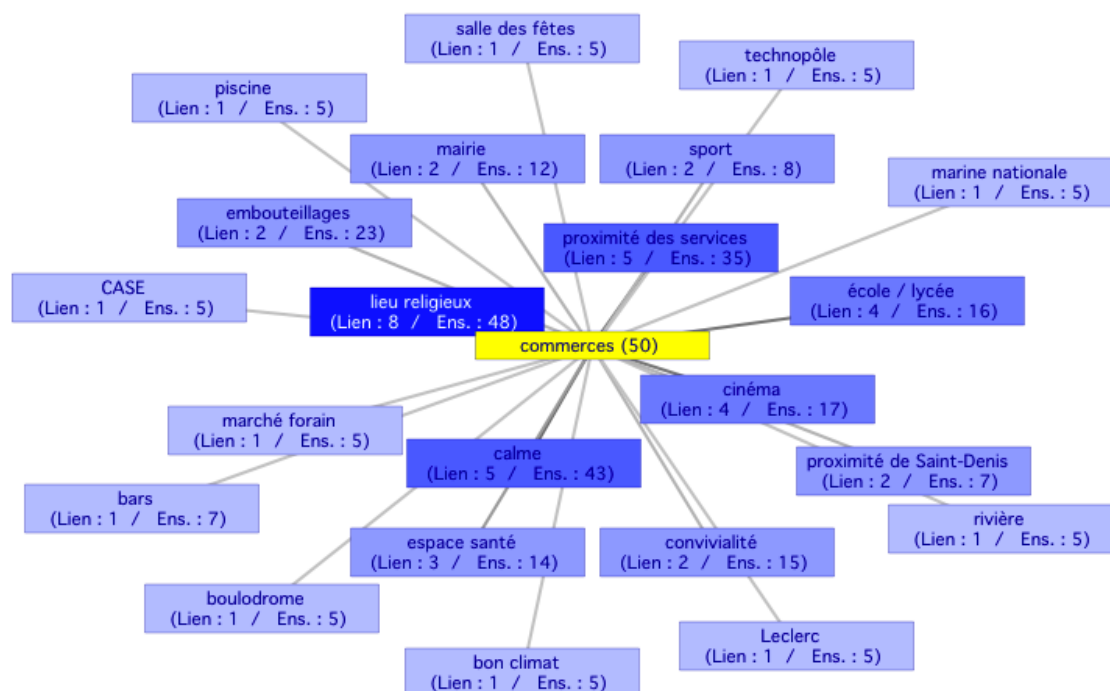 salle des fêtes
(Lien : 1 / Ens. : 5)
technopôle
(Lien : 1 / Ens. : 5)
piscine
(Lien : 1 / Ens. : 5)
mairie
(Lien : 2 / Ens. : 12)
sport
(Lien : 2 / Ens. : 8)
marine nationale
(Lien : 1 / Ens. : 5)
embouteillages
(Lien : 2 / Ens. : 23)
proximité des services
(Lien : 5 / Ens. : 35)
CASE
(Lien : 1 / Ens. : 5)
lieu religieux
(Lien : 8 / Ens. : 48)
école / lycée
(Lien : 4 / Ens. : 16)
commerces (50)
cinéma
(Lien : 4 / Ens. : 17)
marché forain
(Lien : 1 / Ens. : 5)
calme
(Lien : 5 / Ens. : 43)
proximité de Saint-Denis
(Lien : 2 / Ens. : 7)
bars
(Lien : 1 / Ens. : 7)
rivière
(Lien : 1 / Ens. : 5)
espace santé
(Lien : 3 / Ens. : 14)
convivialité
(Lien : 2 / Ens. : 15)
boulodrome
(Lien : 1 / Ens. : 5)
Leclerc
(Lien : 1 / Ens. : 5)
bon climat
(Lien : 1 / Ens. : 5)